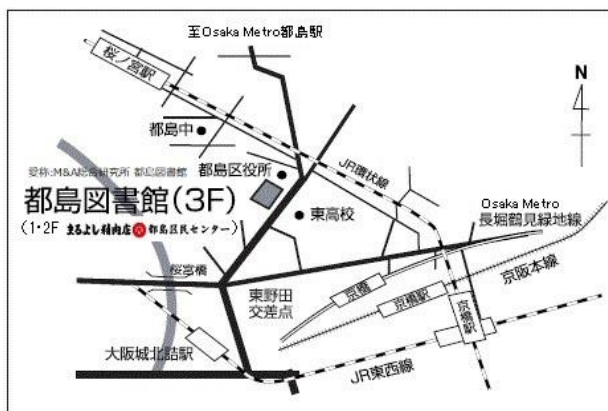 至Osaka Metro都島駅
桜ノ宮駅
N
都島中
JR環状線
愛称:M&A総合研究所 都島図書館
都島区役所
都島図書館(3F)
東高校
Osaka Metro
長堀鶴見緑地線
(1・2F まるよし精肉店 都島区民センター)
京阪本線
桜宮橋
京橋
東野田
交差点
京橋駅
京橋駅
大阪城北詰駅
JR東西線